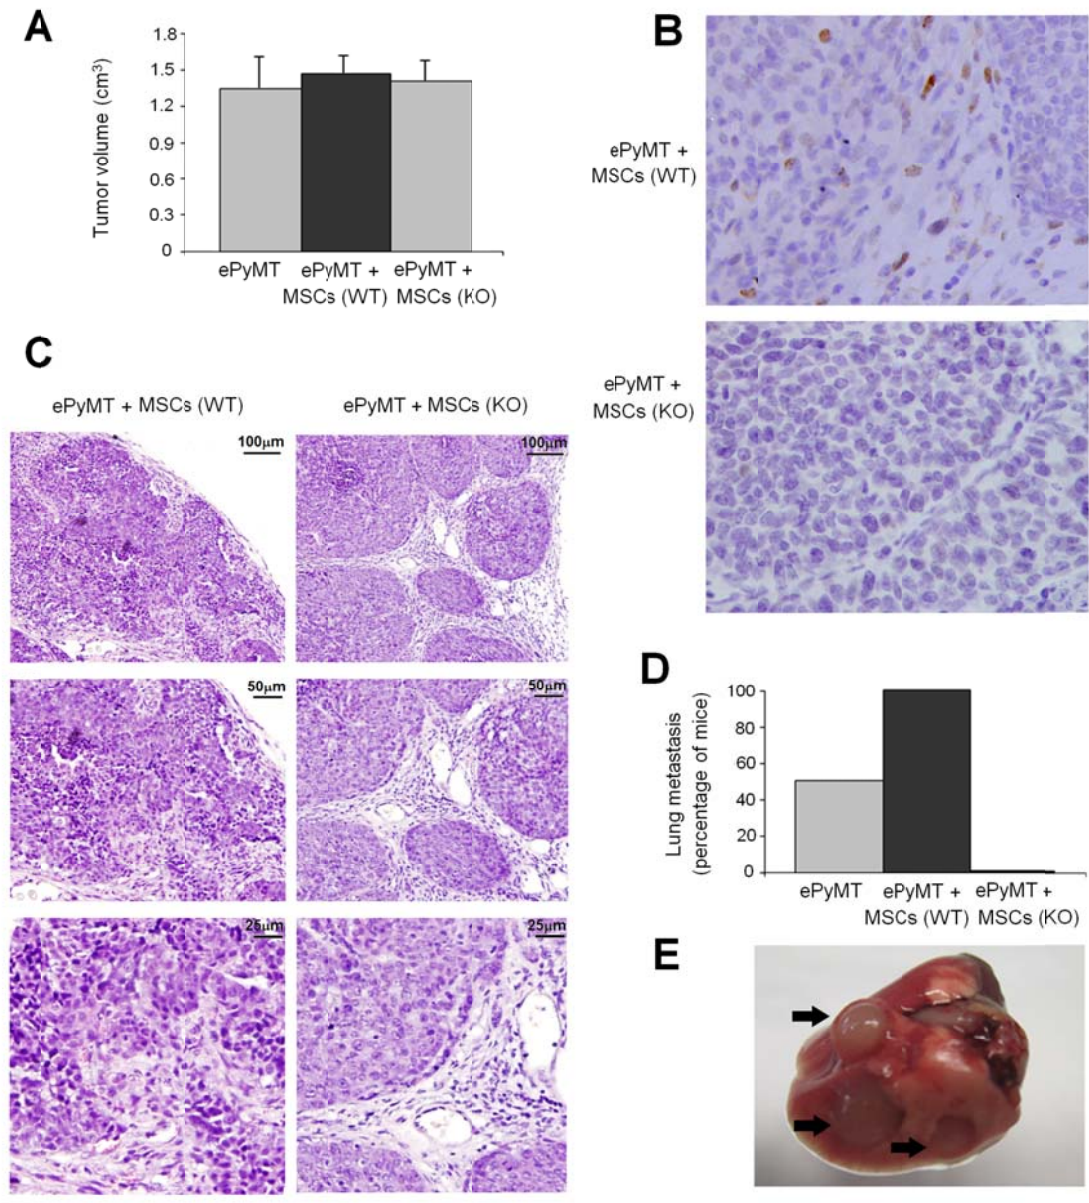 A
Tumor volume (cm³)
1.8
1.5
1.2
0.9
0.6
0.3
0
ePyMT
ePyMT +
MSCs (WT)
ePyMT +
MSCs (KO)
B
ePyMT +
MSCs (WT)
ePyMT +
MSCs (KO)
C
ePyMT + MSCs (WT)
ePyMT + MSCs (KO)
100µm
100µm
50µm
50µm
25µm
25µm
D
Lung metastasis
(percentage of mice)
100
80
60
40
20
0
ePyMT
ePyMT +
MSCs (WT)
ePyMT +
MSCs (KO)
E